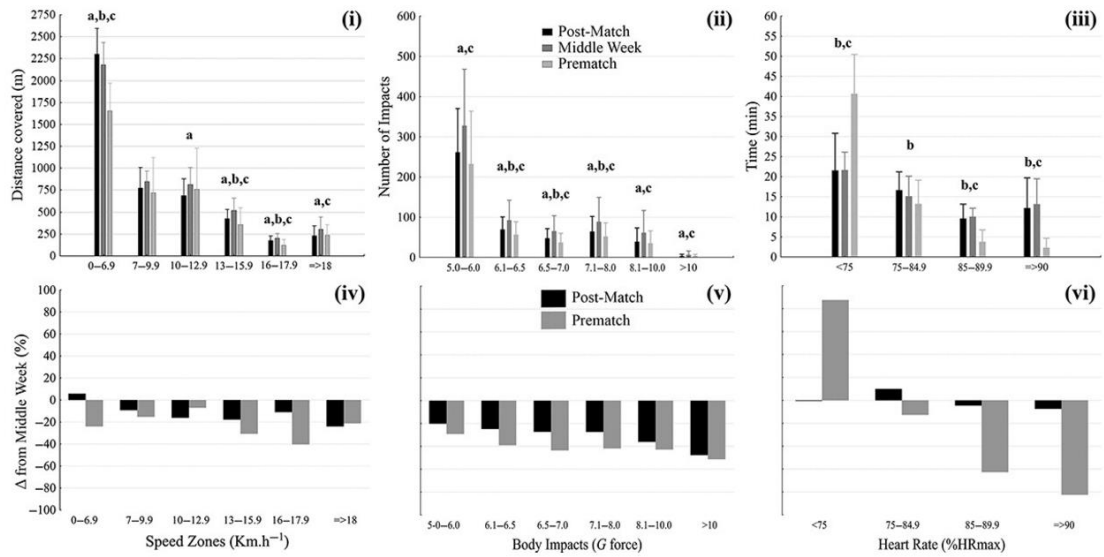 (i)
Distance covered (m)
2750
2500
2250
2000
1750
1500
1250
1000
750
500
250
0
a,b,c
a
a,b,c
a,b,c
a,c
0–6.9 7–9.9 10–12.9 13–15.9 16–17.9 =>18
(ii)
Number of Impacts
600
500
400
300
200
100
0
Post-Match
Middle Week
Prematch
a,c
a,b,c
a,b,c
a,b,c
a,c
a,c
5.0–6.0 6.1–6.5 6.5–7.0 7.1–8.0 8.1–10.0 >10
(iii)
Time (min)
60
55
50
45
40
35
30
25
20
15
10
5
0
b,c
b
b,c
b,c
<75 75–84.9 85–89.9 =>90
(iv)
Δ from Middle Week (%)
100
80
60
40
20
0
−20
−40
−60
−80
−100
0–6.9 7–9.9 10–12.9 13–15.9 16–17.9 =>18
Speed Zones (Km.h⁻¹)
(v)
Post-Match
Prematch
5.0–6.0 6.1–6.5 6.5–7.0 7.1–8.0 8.1–10.0 >10
Body Impacts (G force)
(vi)
<75 75–84.9 85–89.9 =>90
Heart Rate (%HRmax)